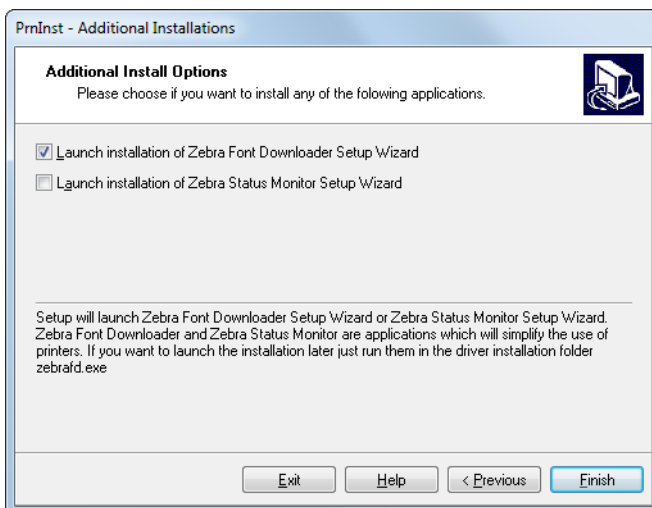 PrnInst - Additional Installations
Additional Install Options
Please choose if you want to install any of the folowing applications.
Launch installation of Zebra Font Downloader Setup Wizard
Launch installation of Zebra Status Monitor Setup Wizard
Setup will launch Zebra Font Downloader Setup Wizard or Zebra Status Monitor Setup Wizard.
Zebra Font Downloader and Zebra Status Monitor are applications which will simplify the use of
printers. If you want to launch the installation later just run them in the driver installation folder
zebrafd.exe
Exit Help < Previous Finish